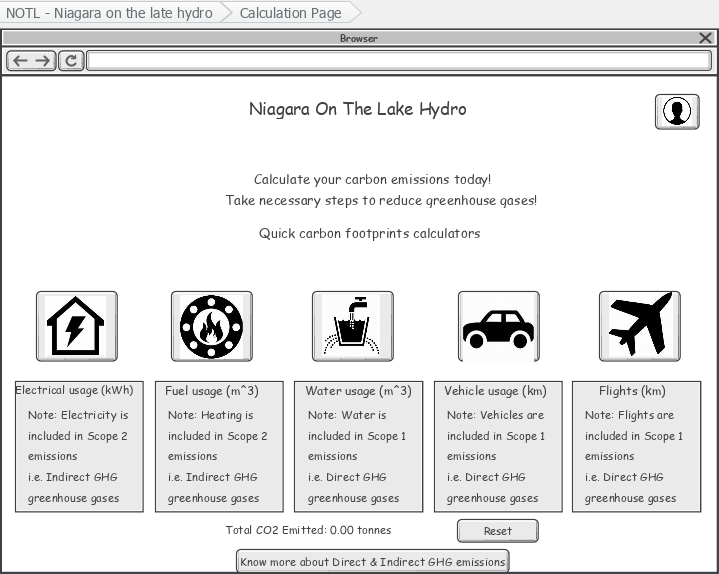 NOTL - Niagara on the late hydro
Calculation Page
Browser
Niagara On The Lake Hydro
Calculate your carbon emissions today!
Take necessary steps to reduce greenhouse gases!
Quick carbon footprints calculators
Electrical usage (kWh)
Note: Electricity is
included in Scope 2
emissions
i.e. Indirect GHG
greenhouse gases
Fuel usage (m^3)
Note: Heating is
included in Scope 2
emissions
i.e. Indirect GHG
greenhouse gases
Water usage (m^3)
Note: Water is
included in Scope 1
emissions
i.e. Direct GHG
greenhouse gases
Vehicle usage (km)
Note: Vehicles are
included in Scope 1
emissions
i.e. Direct GHG
greenhouse gases
Flights (km)
Note: Flights are
included in Scope 1
emissions
i.e. Direct GHG
greenhouse gases
Total CO2 Emitted: 0.00 tonnes
Reset
Know more about Direct & Indirect GHG emissions